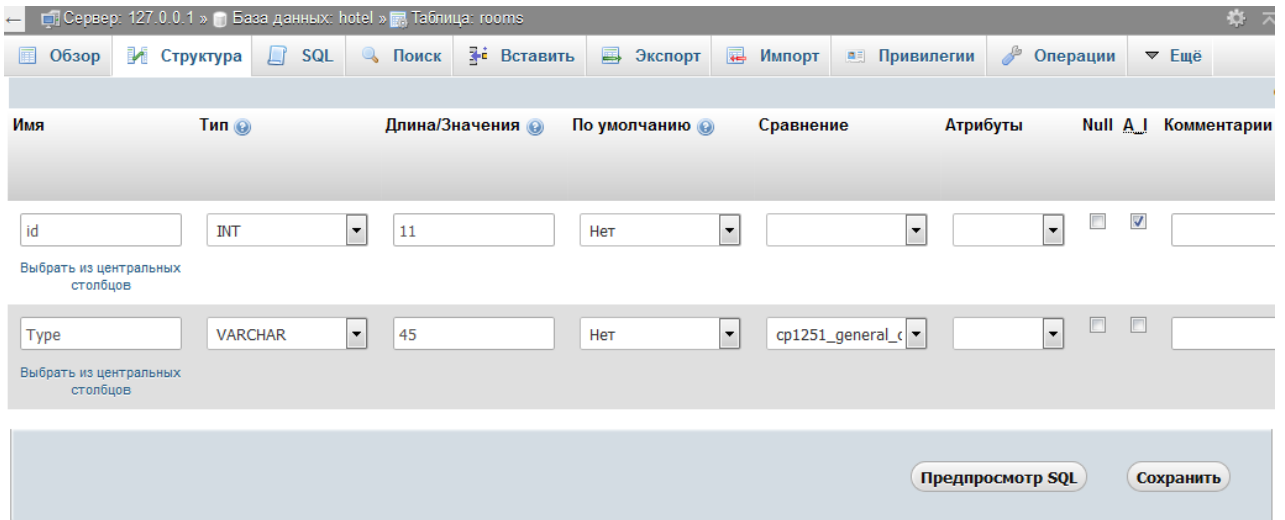 ← Сервер: 127.0.0.1 » База данных: hotel » Таблица: rooms
Обзор Структура SQL Поиск Вставить Экспорт Импорт Привилегии Операции Ещё
Имя Тип Длина/Значения По умолчанию Сравнение Атрибуты Null A_I Комментарии
id INT 11 Нет
Выбрать из центральных
столбцов
Type VARCHAR 45 Нет cp1251_general_c
Выбрать из центральных
столбцов
Предпросмотр SQL Сохранить